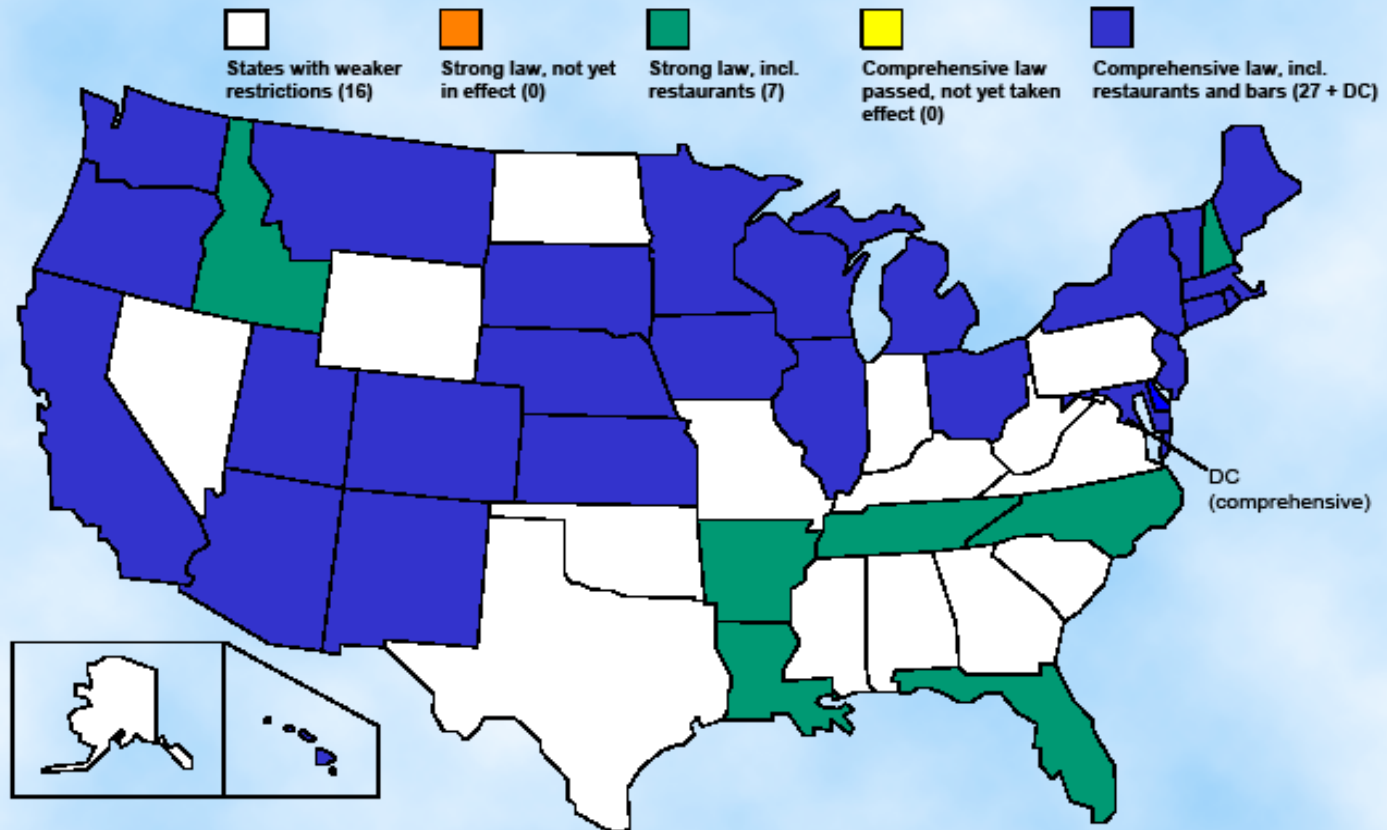 States with weaker
restrictions (16)
Strong law, not yet
in effect (0)
Strong law, incl.
restaurants (7)
Comprehensive law
passed, not yet taken
effect (0)
Comprehensive law, incl.
restaurants and bars (27 + DC)
DC
(comprehensive)